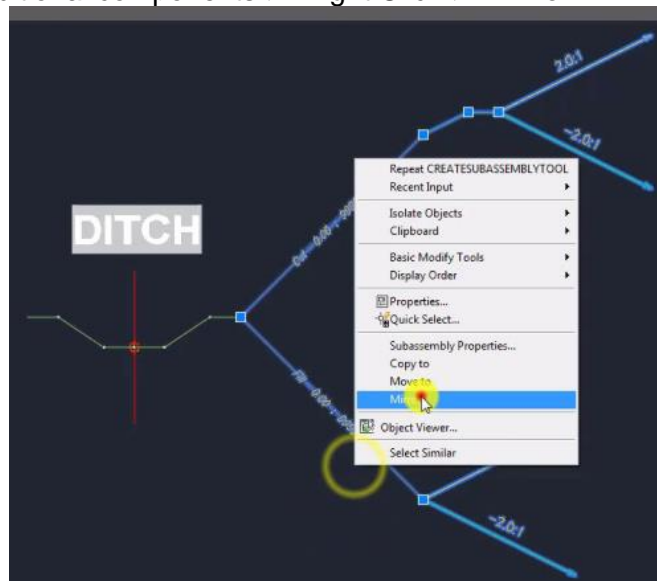 2.0:1
-2.0:1
Repeat CREATESUBASSEMBLYTOOL
Recent Input
Isolate Objects
Clipboard
DITCH
Basic Modify Tools
Display Order
Properties...
Quick Select...
Subassembly Properties...
Copy to
Move to
Object Viewer...
Select Similar
-2.0:1